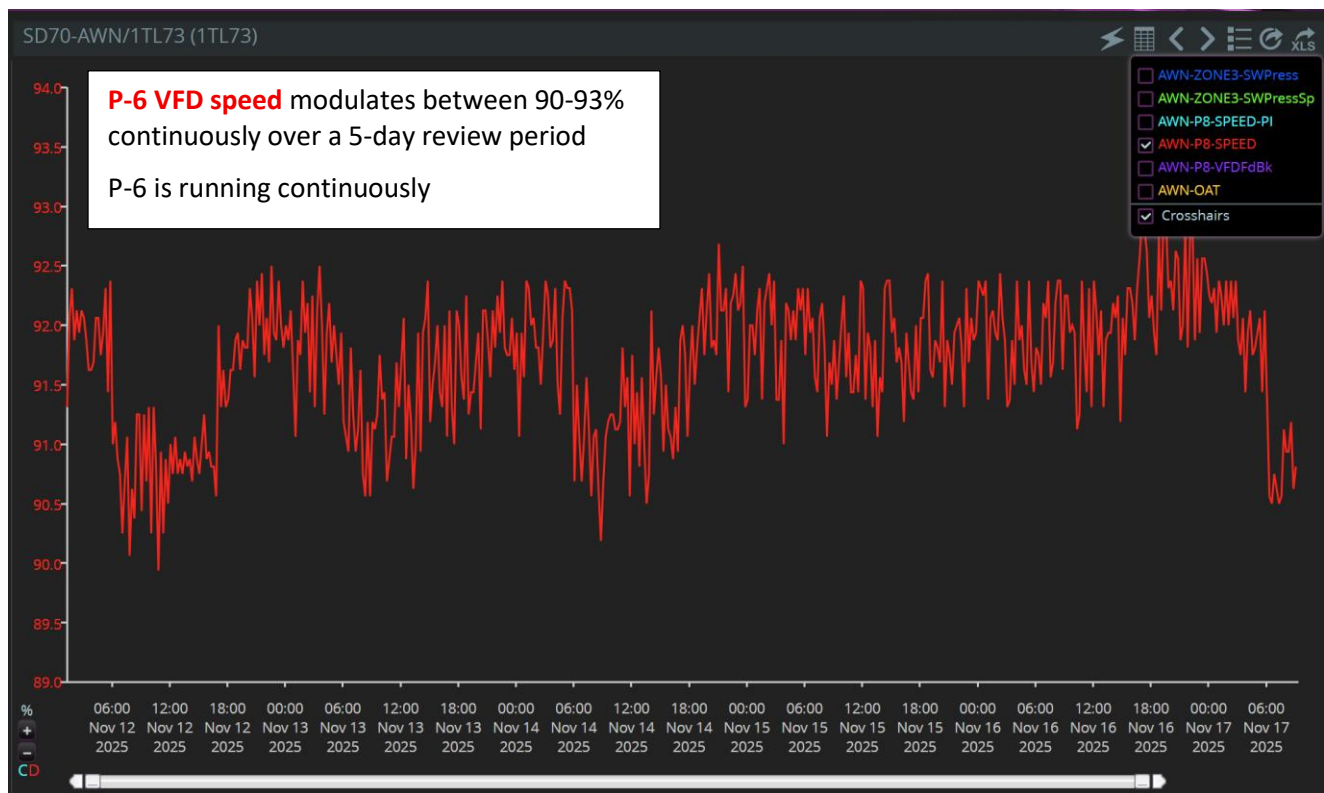 SD70-AWN/1TL73 (1TL73)
XLS
P-6 VFD speed modulates between 90-93%
continuously over a 5-day review period
P-6 is running continuously
AWN-ZONE3-SWPress
AWN-ZONE3-SWPressSp
AWN-P8-SPEED-PI
AWN-P8-SPEED
AWN-P8-VFDFdBk
AWN-OAT
Crosshairs
94.0
93.5
93.0
92.5
92.0
91.5
91.0
90.5
90.0
89.5
89.0
%
+
-
CD
06:00 12:00 18:00 00:00 06:00 12:00 18:00 00:00 06:00 12:00 18:00 00:00 06:00 12:00 18:00 00:00 06:00 12:00 18:00 00:00 06:00
Nov 12 Nov 12 Nov 12 Nov 13 Nov 13 Nov 13 Nov 13 Nov 14 Nov 14 Nov 14 Nov 14 Nov 15 Nov 15 Nov 15 Nov 15 Nov 16 Nov 16 Nov 16 Nov 16 Nov 17 Nov 17
2025 2025 2025 2025 2025 2025 2025 2025 2025 2025 2025 2025 2025 2025 2025 2025 2025 2025 2025 2025 2025